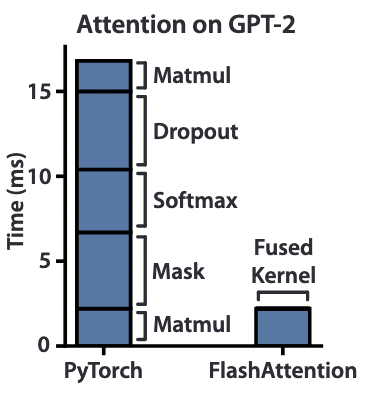 Attention on GPT-2
Time (ms)
15
10
5
0
Matmul
Dropout
Softmax
Mask
Matmul
Fused
Kernel
PyTorch
FlashAttention